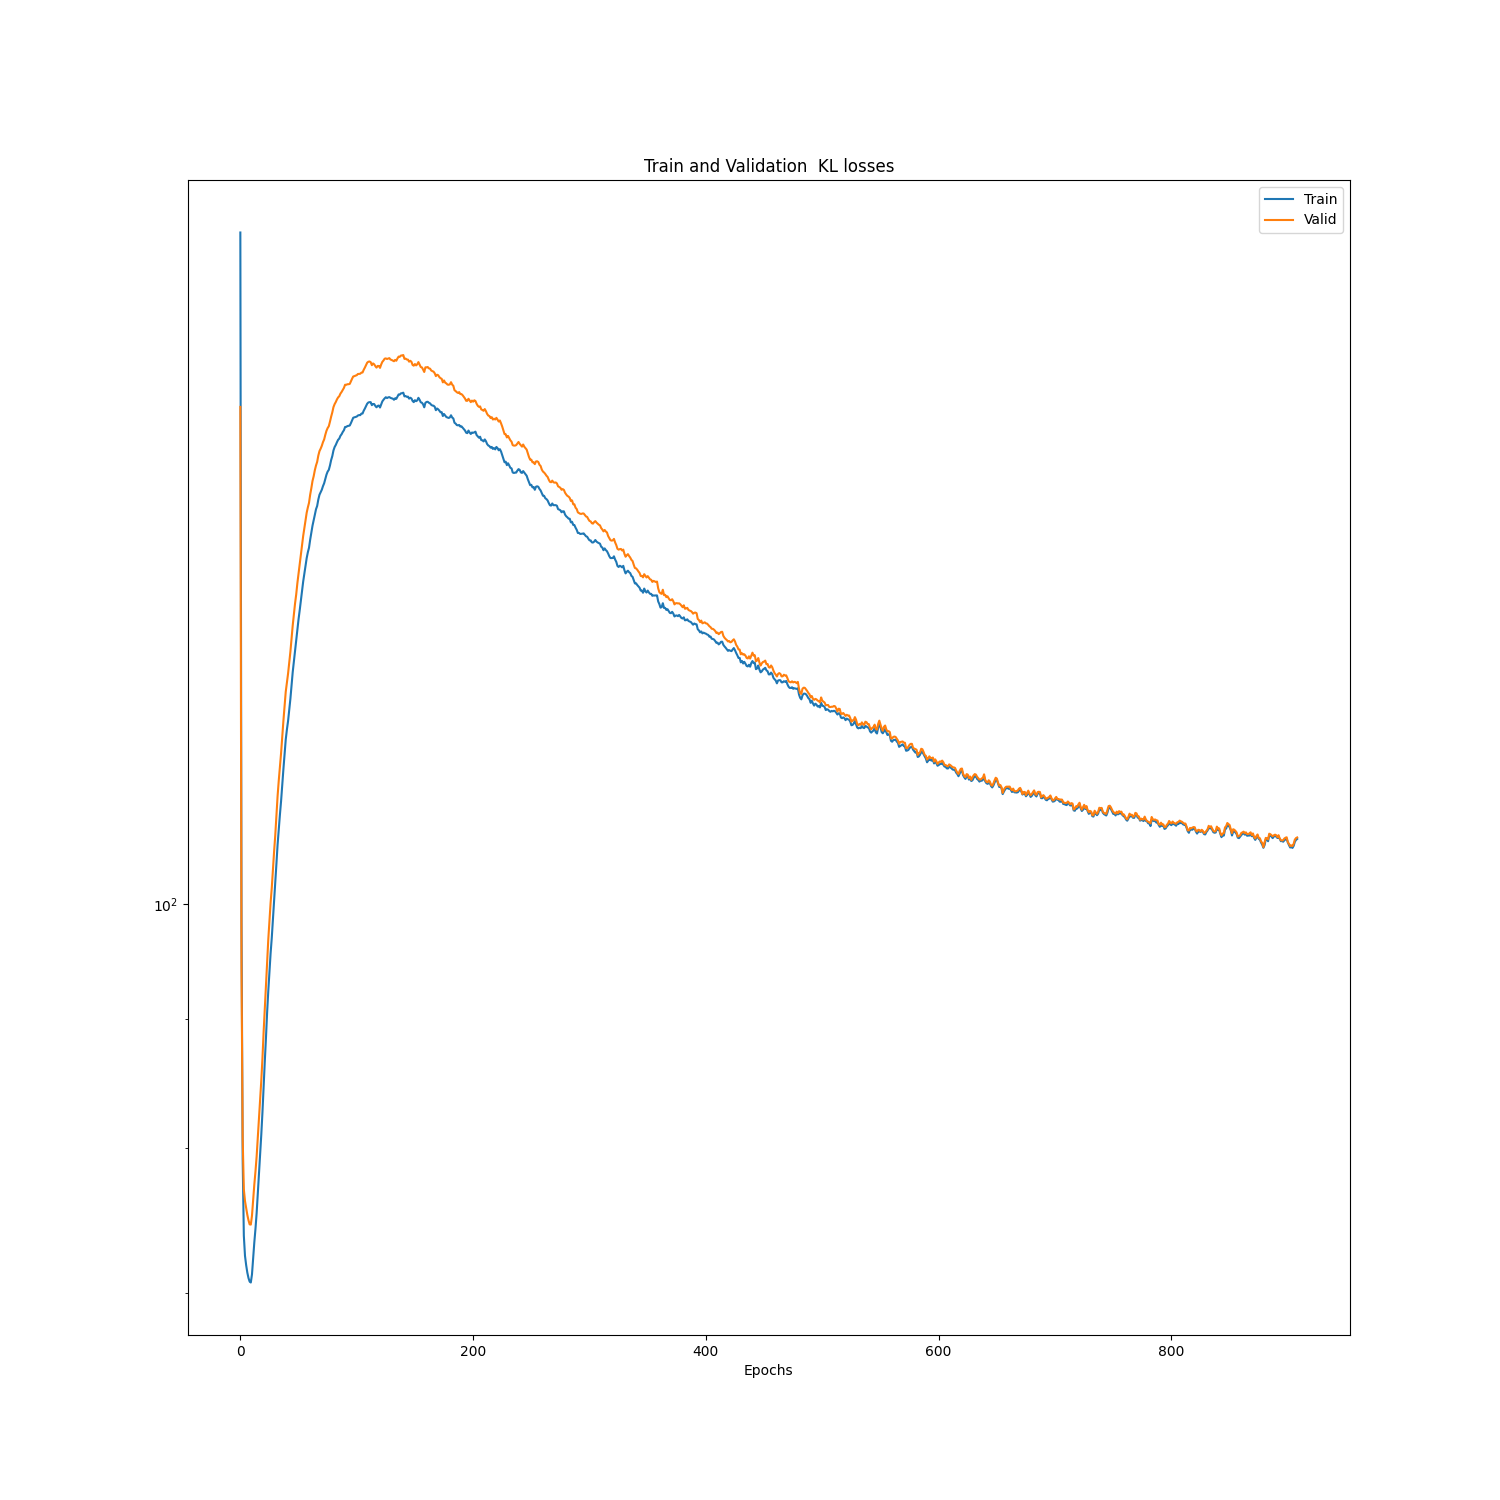 Train and Validation  KL losses
Train
Valid
10²
0 200 400 600 800
Epochs